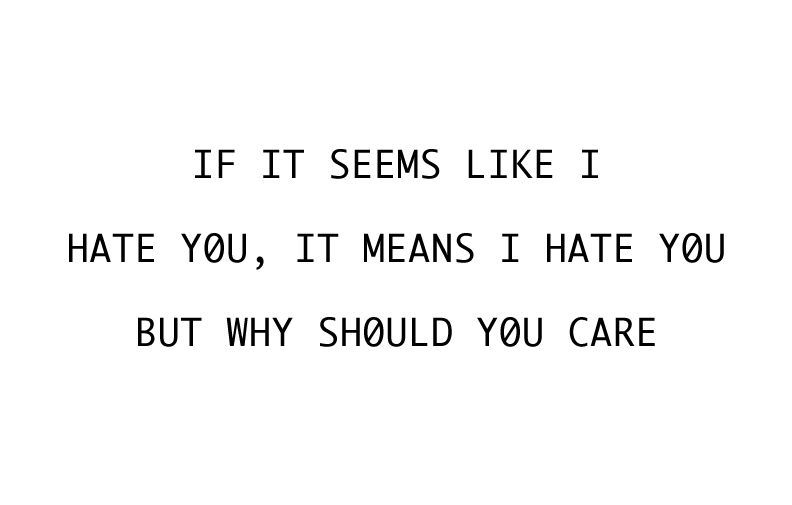 IF IT SEEMS LIKE I
HATE Y0U, IT MEANS I HATE Y0U
BUT WHY SH0ULD Y0U CARE